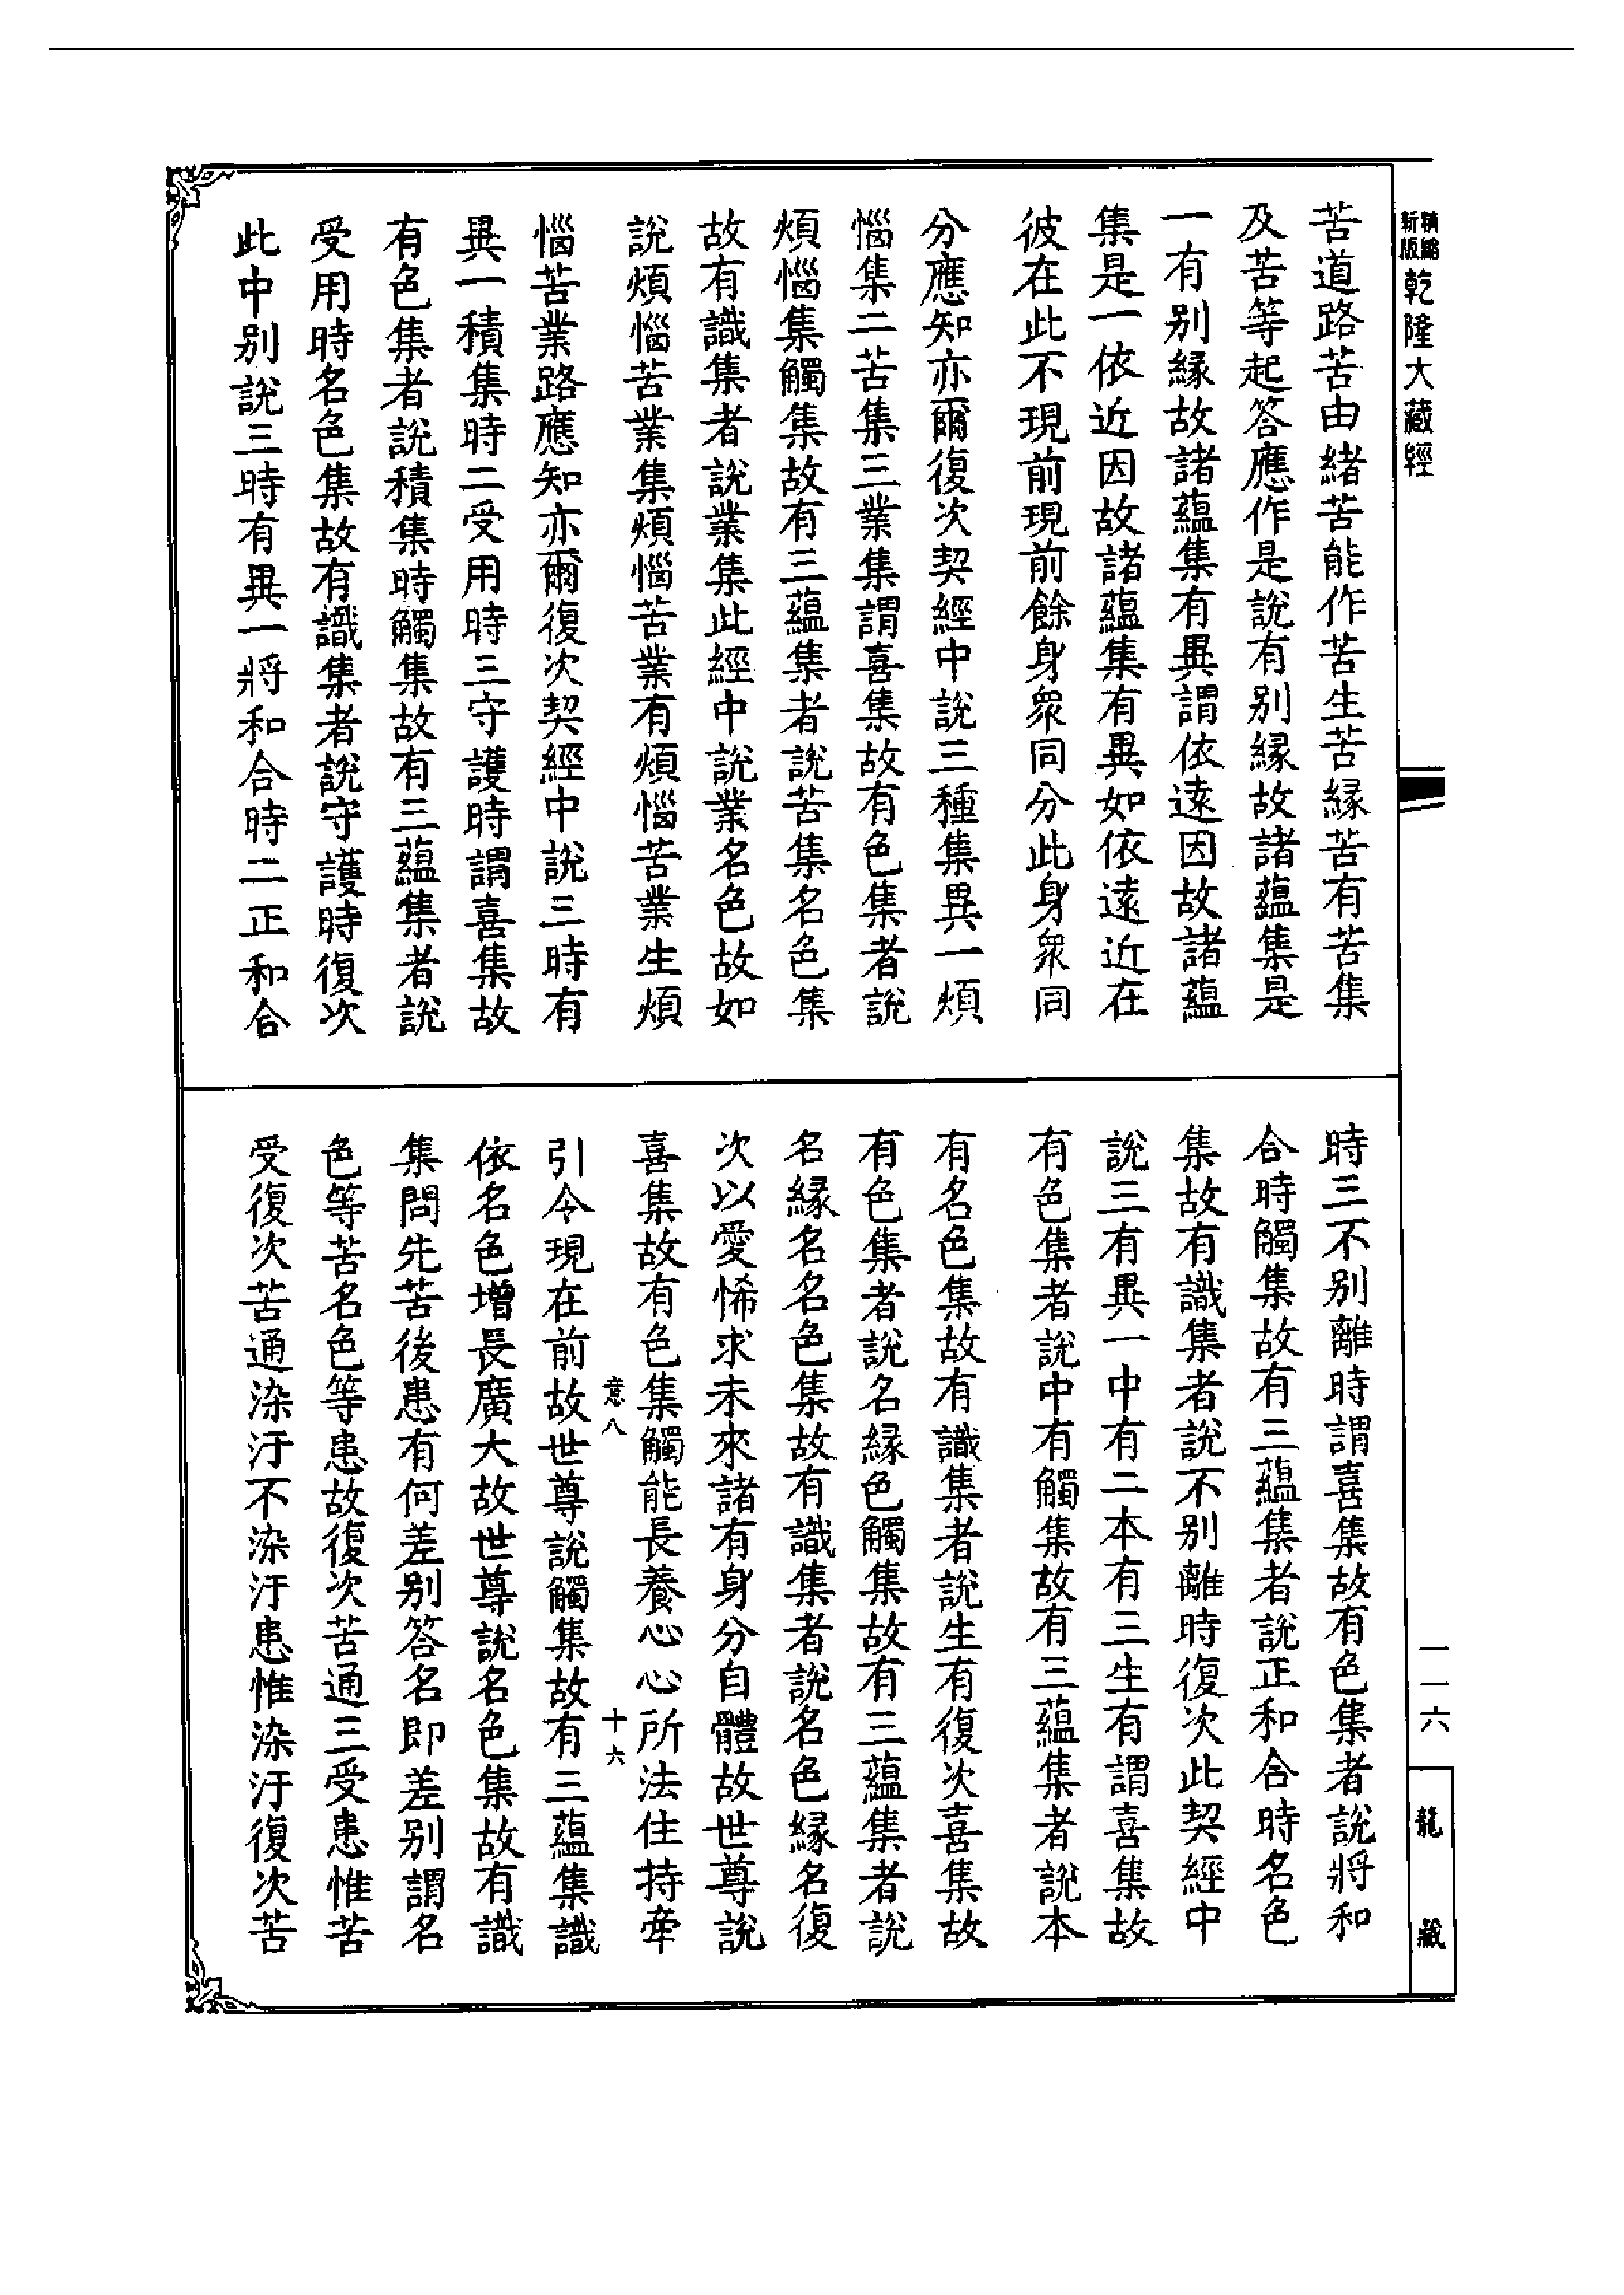 精縮新版乾隆大藏經
苦道路苦由緒苦能作苦生苦緣苦有苦集
及苦等起答應作是說有別緣故諸蘊集是
一有別緣故諸蘊集有異謂依遠因故諸蘊
集是一依近因故諸蘊集有異如依遠近在
彼在此不現前現前餘身衆同分此身衆同
分應知亦爾復次契經中說三種集異一煩
惱集二苦集三業集謂喜集故有色集者說
煩惱集觸集故有三蘊集者說苦集名色集
故有識集者說業集此經中說業名色故如
說煩惱苦業集煩惱苦業有煩惱苦業生煩
惱苦業路應知亦爾復次契經中說三時有
異一積集時二受用時三守護時謂喜集故
有色集者說積集時觸集故有三蘊集者說
受用時名色集故有識集者說守護時復次
此中別說三時有異一將和合時二正和合
時三不別離時謂喜集故有色集者說將和
合時觸集故有三蘊集者說正和合時名色
集故有識集者說不別離時復次此契經中
說三有異一中有二本有三生有謂喜集故
有色集者說中有觸集故有三蘊集者說本
有名色集故有識集者說生有復次喜集故
有色集者說名緣色觸集故有三蘊集者說
名緣名名色集故有識集者說名色緣名復
次以愛悕求未來諸有身分自體故世尊說
喜集故有色集觸能長養心心所法住持牽
意八
十六
引令現在前故世尊說觸集故有三蘊集識
依名色增長廣大故世尊說名色集故有識
集問先苦後患有何差別答名即差別謂名
色等苦名色等患故復次苦通三受患惟苦
受復次苦通染汙不染汙患惟染汙復次苦
一一六
龍藏